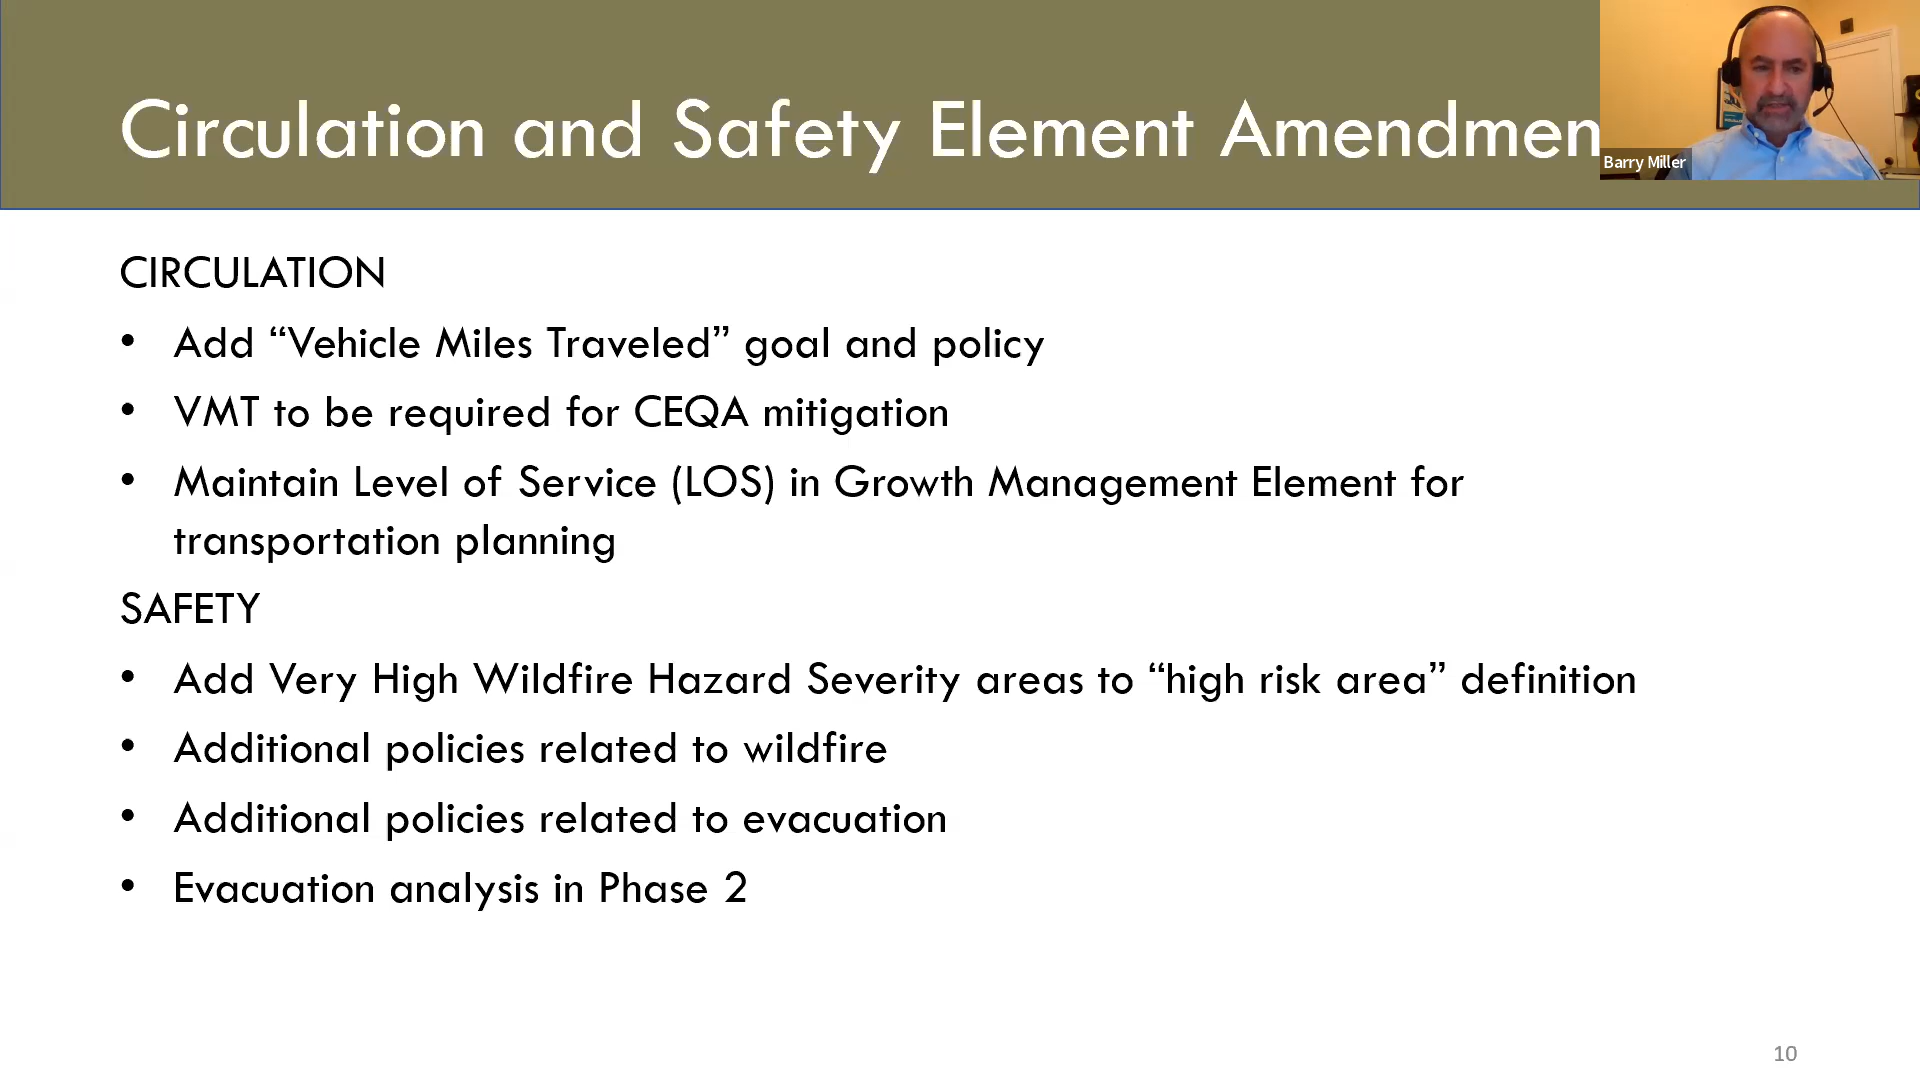 Circulation and Safety Element Amendmen
Barry Miller
CIRCULATION
• Add “Vehicle Miles Traveled” goal and policy
• VMT to be required for CEQA mitigation
• Maintain Level of Service (LOS) in Growth Management Element for
transportation planning
SAFETY
• Add Very High Wildfire Hazard Severity areas to “high risk area” definition
• Additional policies related to wildfire
• Additional policies related to evacuation
• Evacuation analysis in Phase 2
10